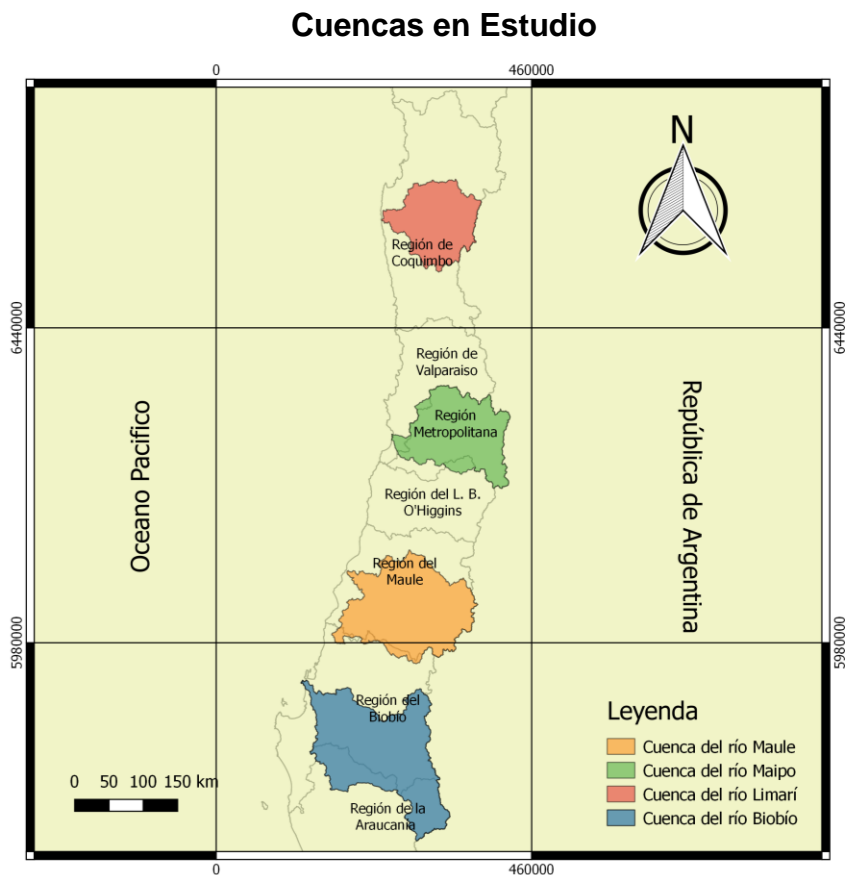 Cuencas en Estudio
0
460000
N
Región de
Coquimbo
6440000
6440000
Región de
Valparaiso
Región
Metropolitana
Oceano Pacifico
República de Argentina
Región del L. B.
O'Higgins
Región del
Maule
5980000
5980000
Región del
Biobío
Leyenda
Cuenca del río Maule
Cuenca del río Maipo
Cuenca del río Limarí
Cuenca del río Biobío
0 50 100 150 km
Región de la
Araucania
0
460000